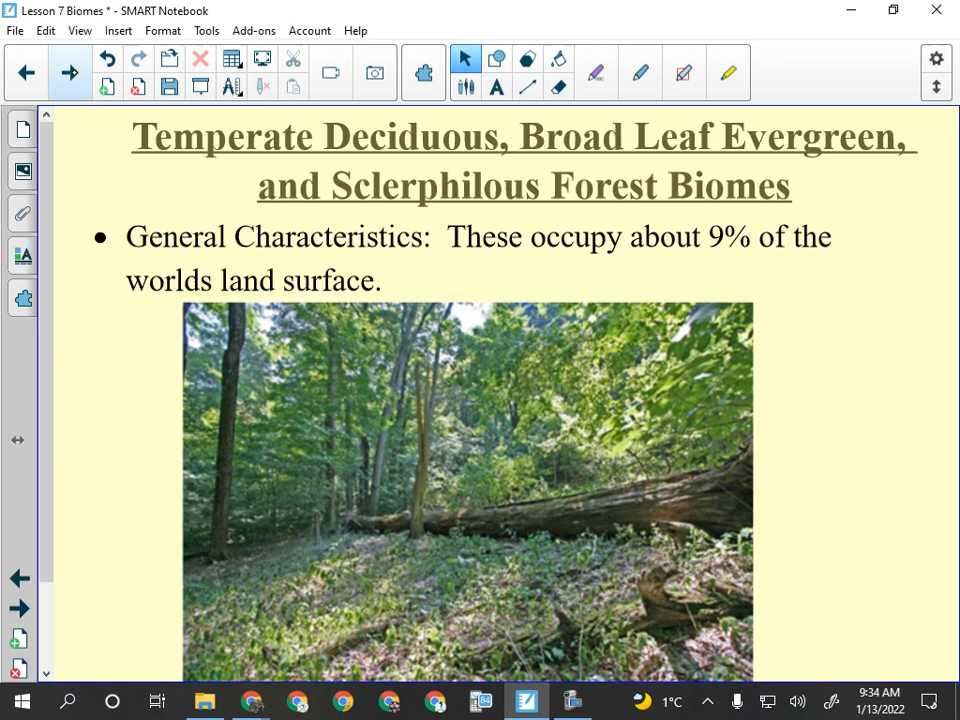 Lesson 7 Biomes * - SMART Notebook
File Edit View Insert Format Tools Add-ons Account Help
Temperate Deciduous, Broad Leaf Evergreen,
and Sclerphilous Forest Biomes
• General Characteristics: These occupy about 9% of the
worlds land surface.
1°C
9:34 AM
1/13/2022